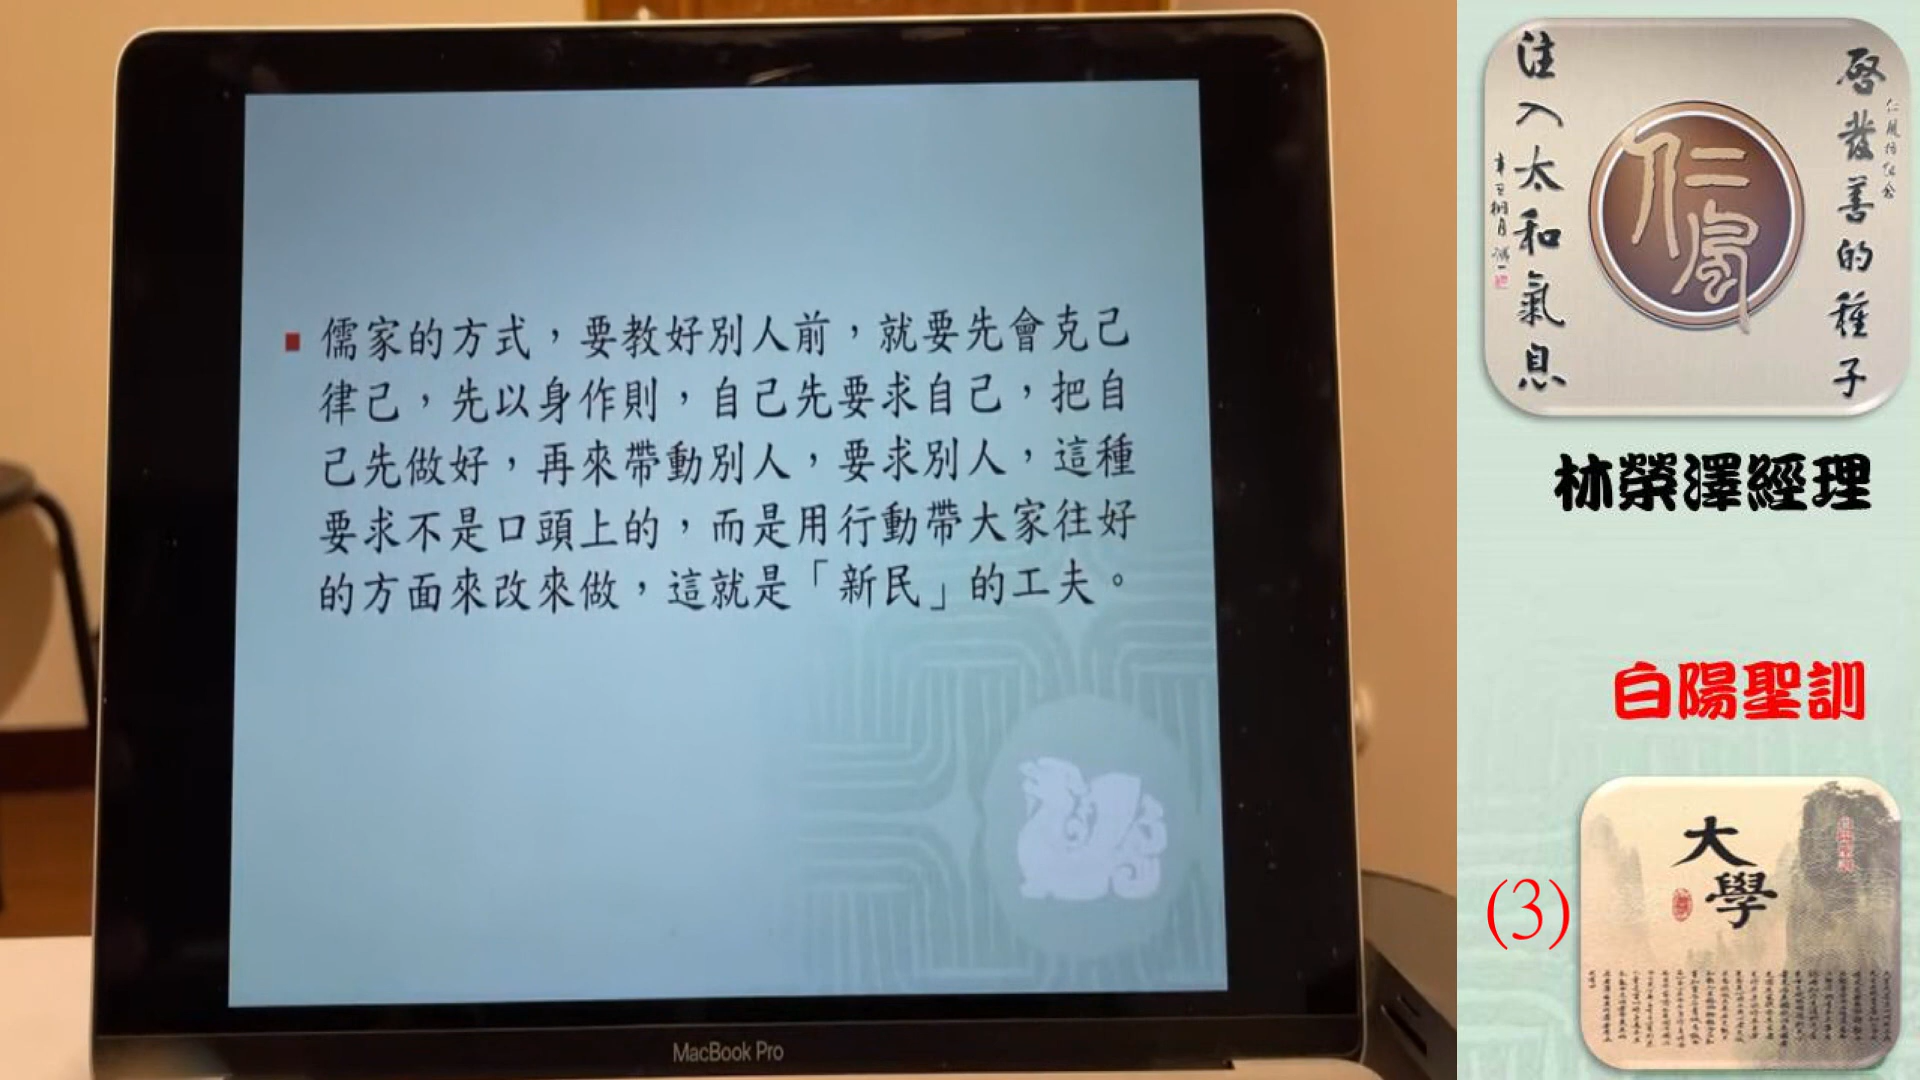 儒家的方式，要教好別人前，就要先會克己
律己，先以身作則，自己先要求自己，把自
己先做好，再來帶動別人，要求別人，這種
要求不是口頭上的，而是用行動帶大家往好
的方面來改來做，這就是「新民」的工夫。
MacBook Pro
啓發善的種子
注入太和氣息
仁風
林榮澤經理
白陽聖訓
(3)
大學